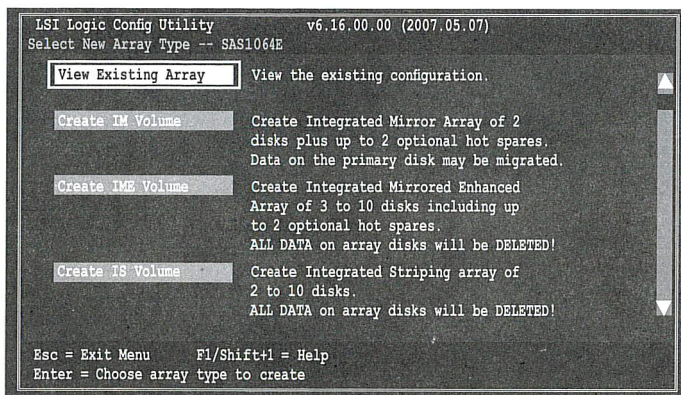 LSI Logic Config Utility v6.16.00.00 (2007.05.07)
Select New Array Type -- SAS1064E
View Existing Array View the existing configuration.
Create IM Volume Create Integrated Mirror Array of 2
disks plus up to 2 optional hot spares.
Data on the primary disk may be migrated.
Create IME Volume Create Integrated Mirrored Enhanced
Array of 3 to 10 disks including up
to 2 optional hot spares.
ALL DATA on array disks will be DELETED!
Create IS Volume Create Integrated Striping array of
2 to 10 disks.
ALL DATA on array disks will be DELETED!
Esc = Exit Menu F1/Shift+1 = Help
Enter = Choose array type to create